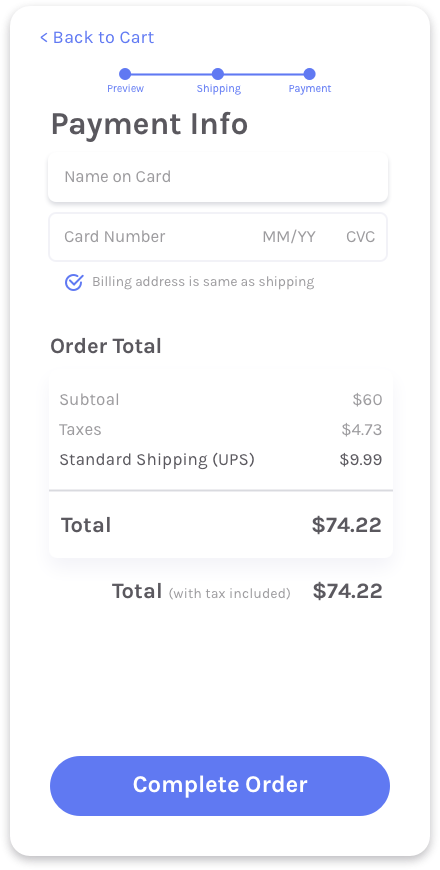 < Back to Cart
Preview Shipping Payment
Payment Info
Name on Card
Card Number MM/YY CVC
Billing address is same as shipping
Order Total
Subtoal $60
Taxes $4.73
Standard Shipping (UPS) $9.99
Total $74.22
Total (with tax included) $74.22
Complete Order